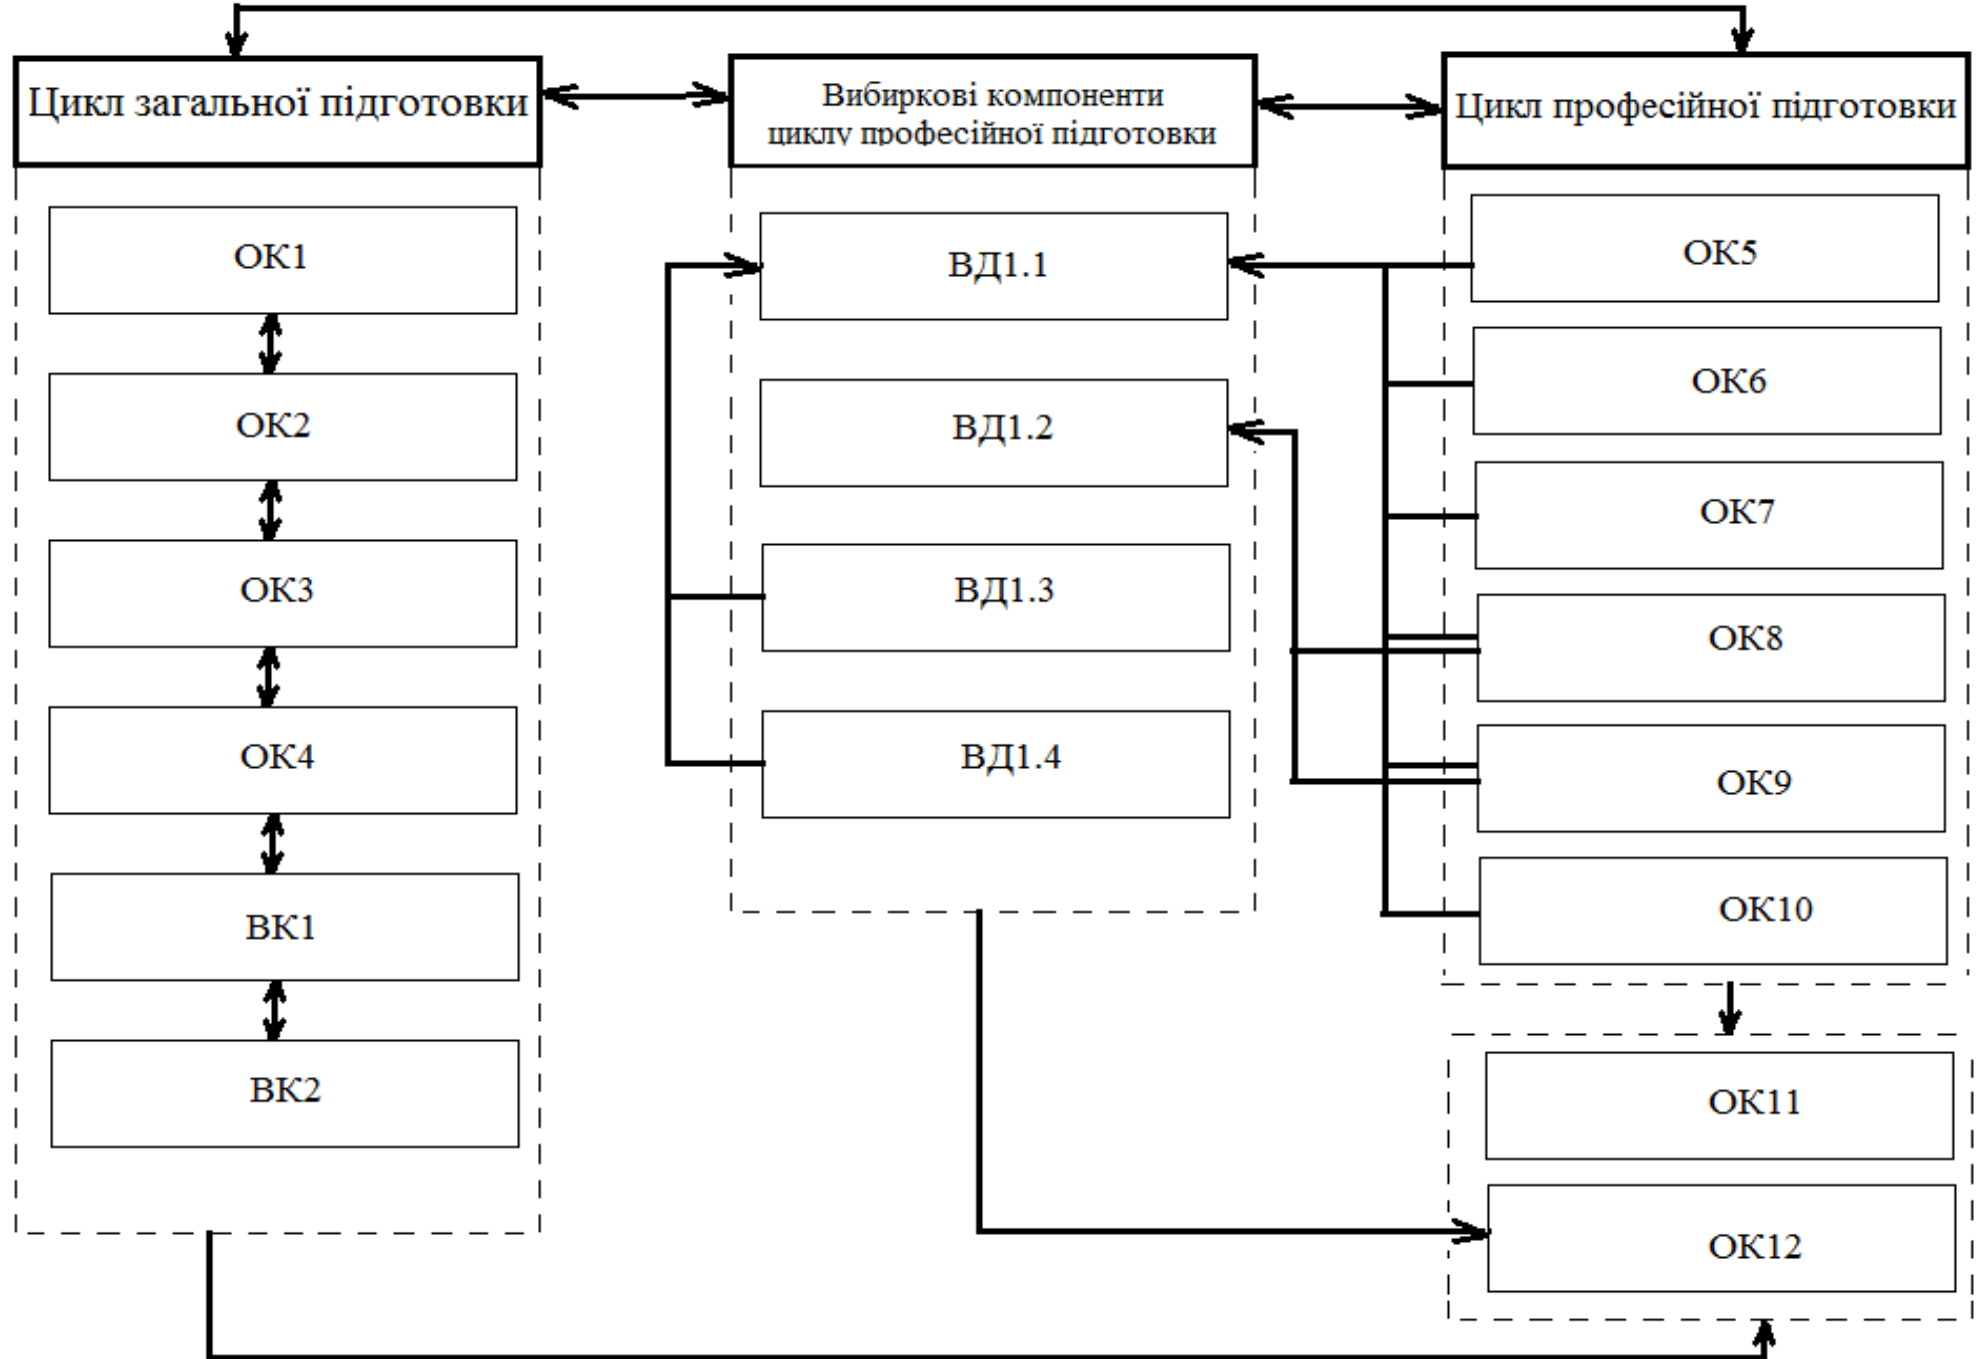 Цикл загальної підготовки
Вибиркові компоненти
циклу професійної підготовки
Цикл професійної підготовки
ОК1
ОК2
ОК3
ОК4
ВК1
ВК2
ВД1.1
ВД1.2
ВД1.3
ВД1.4
ОК5
ОК6
ОК7
ОК8
ОК9
ОК10
ОК11
ОК12